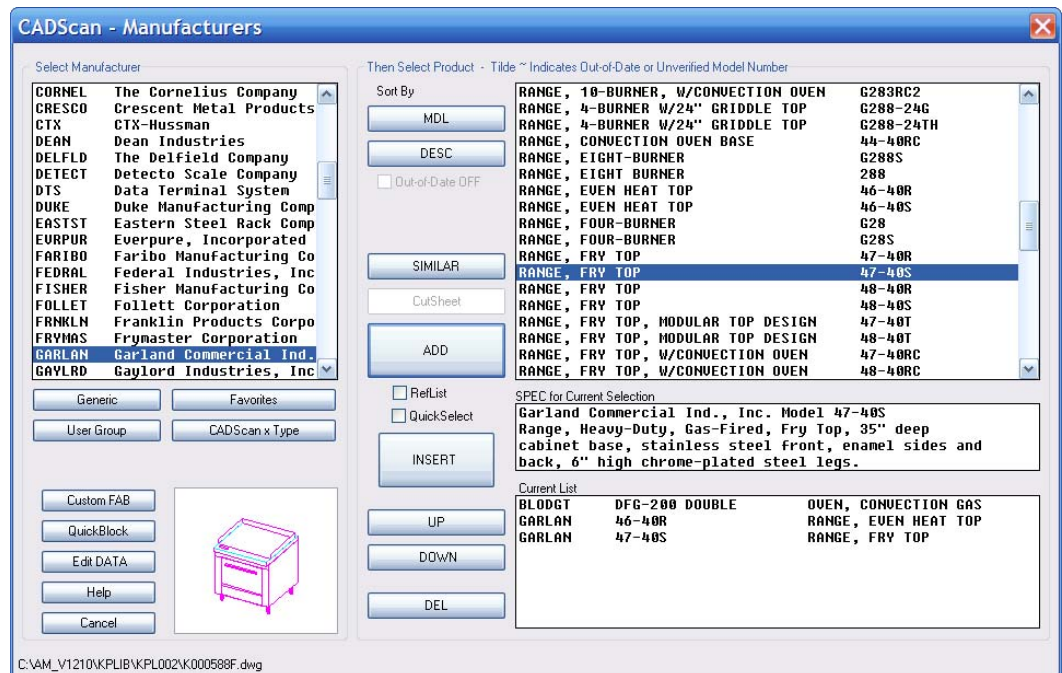 CADScan - Manufacturers
Select Manufacturer
CORNEL The Cornelius Company
CRESCO Crescent Metal Products
CTX CTX-Hussman
DEAN Dean Industries
DELFLD The Delfield Company
DETECT Detecto Scale Company
DTS Data Terminal System
DUKE Duke Manufacturing Comp
EASTST Eastern Steel Rack Comp
EVRPUR Everpure, Incorporated
FARIBO Faribo Manufacturing Co
FEDRAL Federal Industries, Inc
FISHER Fisher Manufacturing Co
FOLLET Follett Corporation
FRNKLN Franklin Products Corpo
FRYMAS Frymaster Corporation
GARLAN Garland Commercial Ind.
GAYLRD Gaylord Industries, Inc
Generic Favorites
User Group CADScan x Type
Custom FAB
QuickBlock
Edit DATA
Help
Cancel
Then Select Product - Tilde ~ Indicates Out-of-Date or Unverified Model Number
Sort By
MDL
DESC
Out-of-Date OFF
SIMILAR
CutSheet
ADD
RefList
QuickSelect
INSERT
UP
DOWN
DEL
RANGE, 10-BURNER, W/CONVECTION OVEN G283RC2
RANGE, 4-BURNER W/24" GRIDDLE TOP G288-24G
RANGE, 4-BURNER W/24" GRIDDLE TOP G288-24TH
RANGE, CONVECTION OVEN BASE 44-40RC
RANGE, EIGHT-BURNER G288S
RANGE, EIGHT BURNER 288
RANGE, EVEN HEAT TOP 46-40R
RANGE, EVEN HEAT TOP 46-40S
RANGE, FOUR-BURNER G28
RANGE, FOUR-BURNER G28S
RANGE, FRY TOP 47-40R
RANGE, FRY TOP 47-40S
RANGE, FRY TOP 48-40R
RANGE, FRY TOP 48-40S
RANGE, FRY TOP, MODULAR TOP DESIGN 47-40T
RANGE, FRY TOP, MODULAR TOP DESIGN 48-40T
RANGE, FRY TOP, W/CONVECTION OVEN 47-40RC
RANGE, FRY TOP, W/CONVECTION OVEN 48-40RC
SPEC for Current Selection
Garland Commercial Ind., Inc. Model 47-40S
Range, Heavy-Duty, Gas-Fired, Fry Top, 35" deep
cabinet base, stainless steel front, enamel sides and
back, 6" high chrome-plated steel legs.
Current List
BLODGT DFG-200 DOUBLE OVEN, CONVECTION GAS
GARLAN 46-40R RANGE, EVEN HEAT TOP
GARLAN 47-40S RANGE, FRY TOP
C:\AM_V1210\KPLIB\KPL002\K000588F.dwg